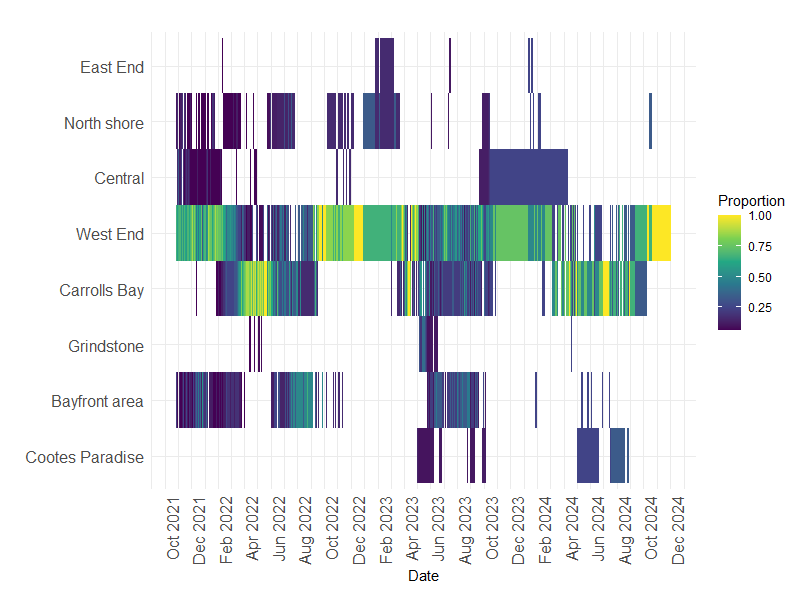 East End
North shore
Central
West End
Carrolls Bay
Grindstone
Bayfront area
Cootes Paradise
Oct 2021
Dec 2021
Feb 2022
Apr 2022
Jun 2022
Aug 2022
Oct 2022
Dec 2022
Feb 2023
Apr 2023
Jun 2023
Aug 2023
Oct 2023
Dec 2023
Feb 2024
Apr 2024
Jun 2024
Aug 2024
Oct 2024
Dec 2024
Date
Proportion
1.00
0.75
0.50
0.25